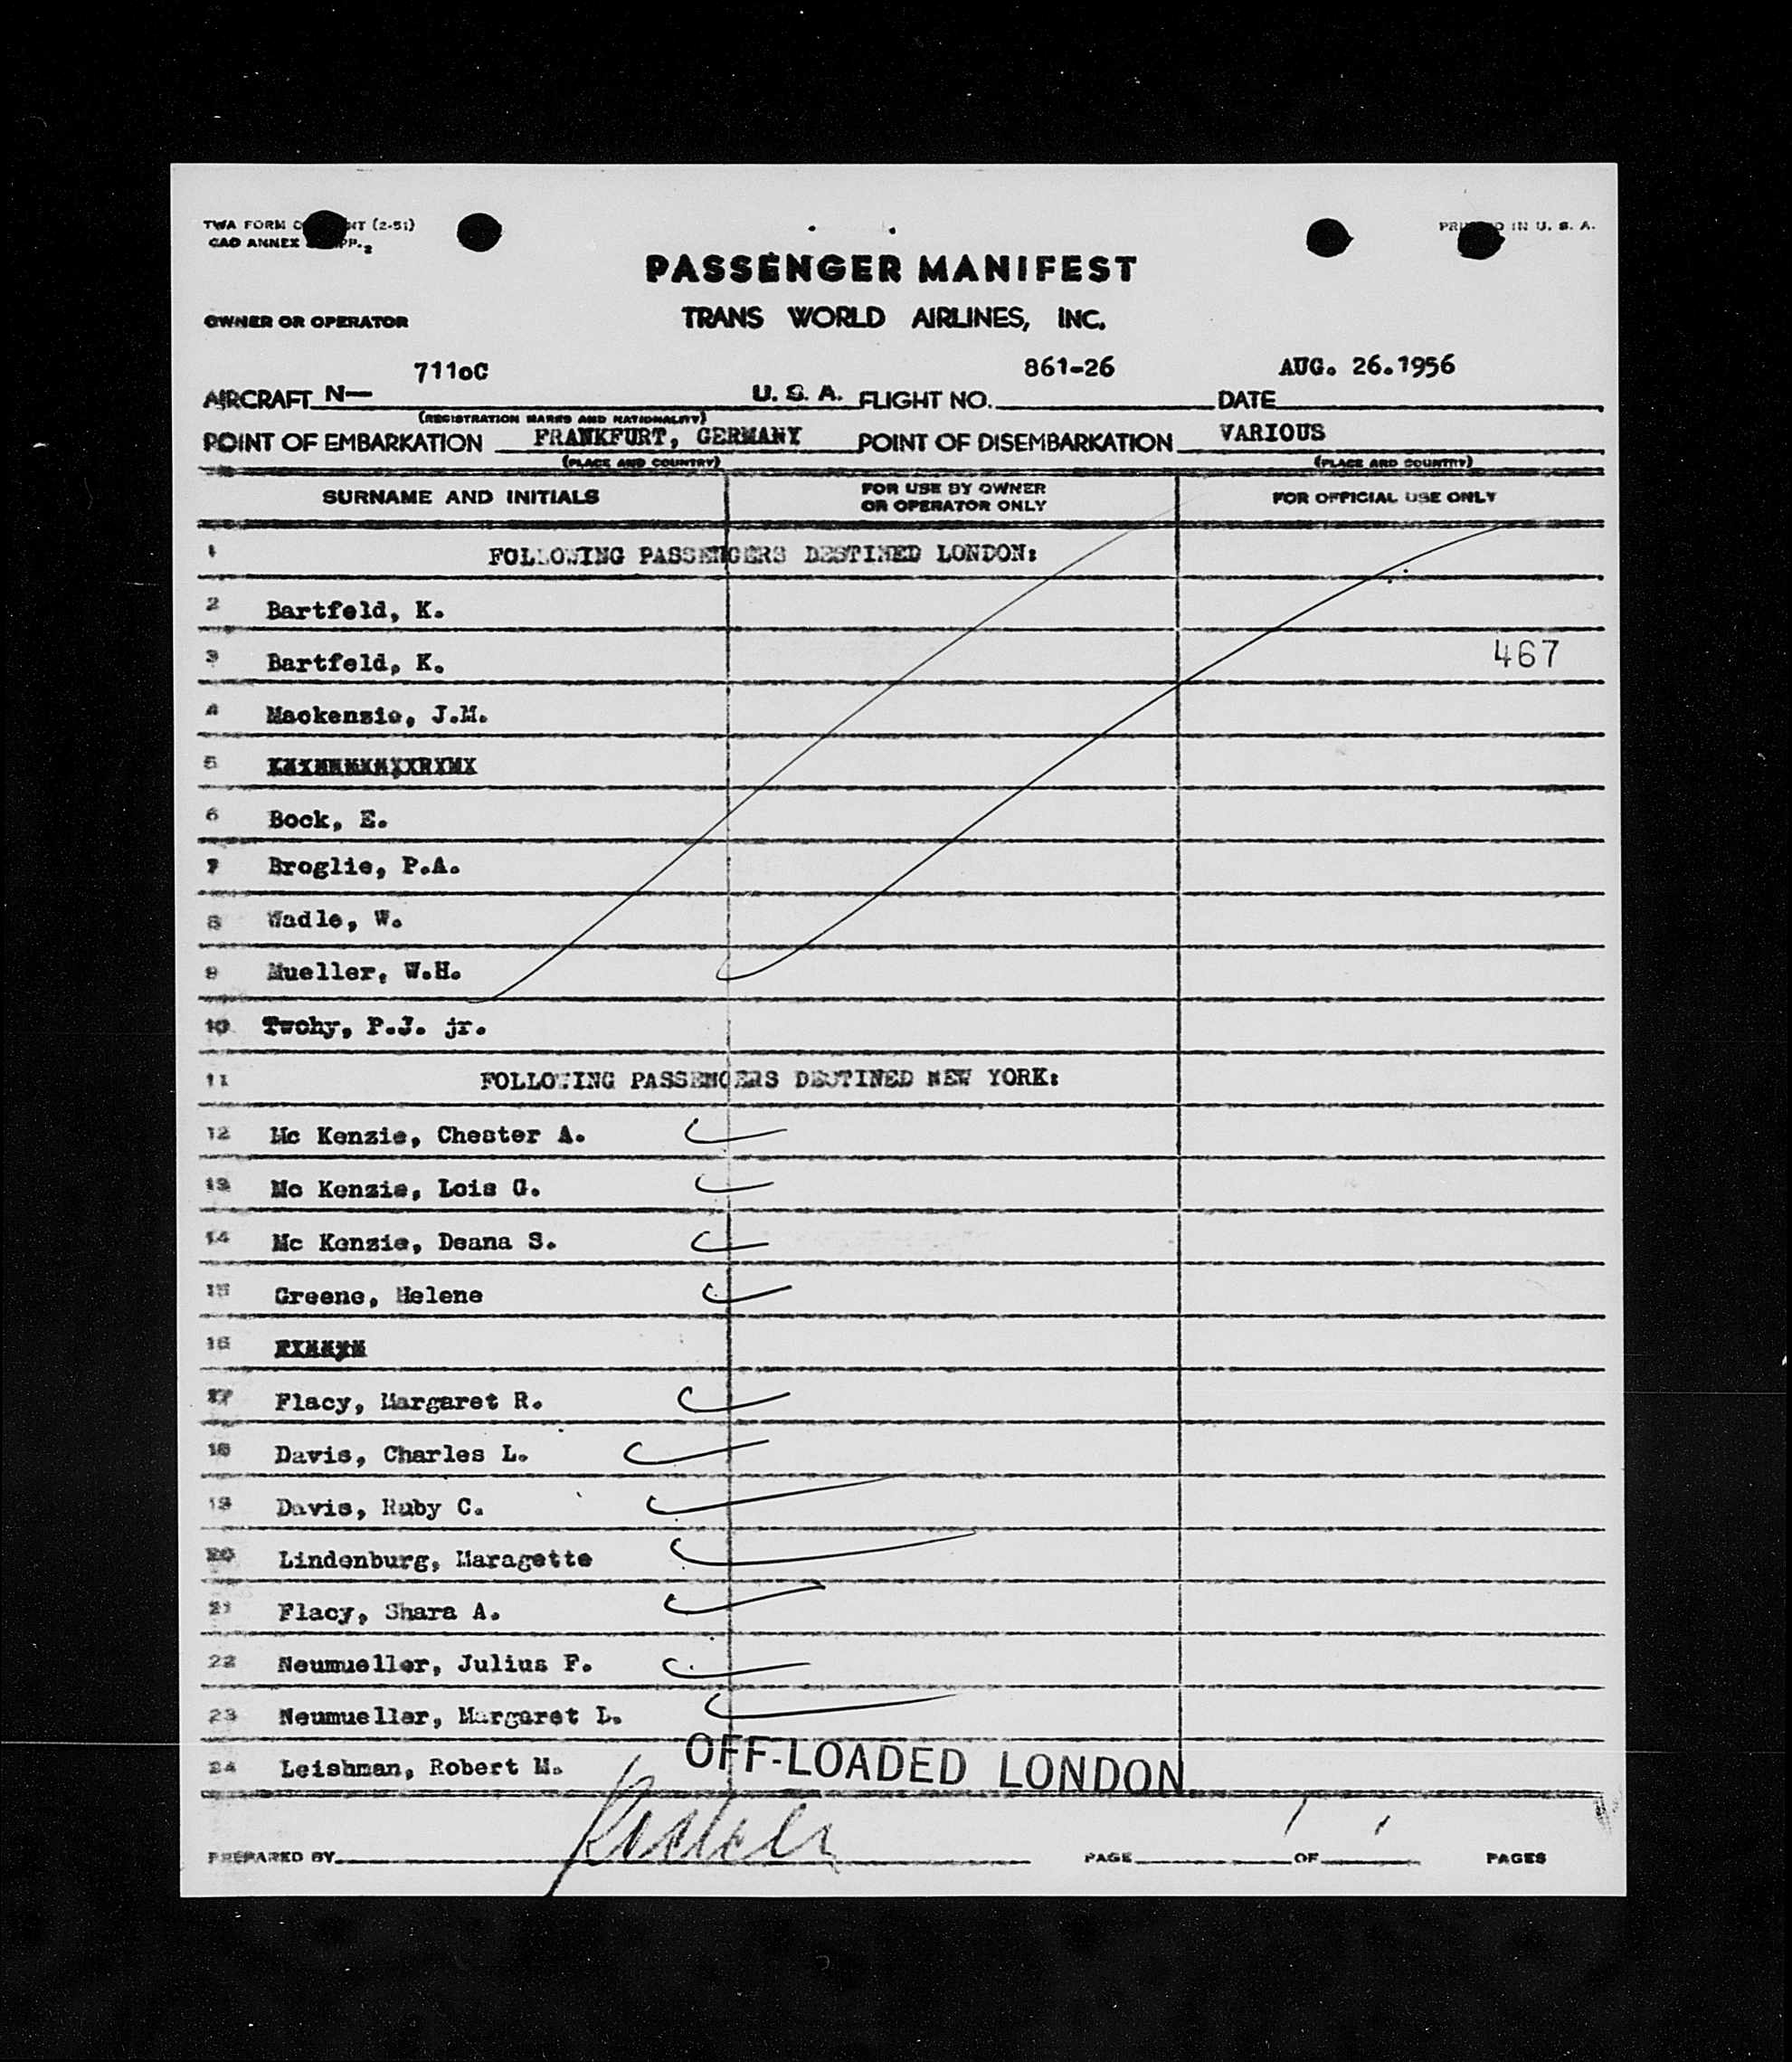 TWA FORM (2-51) PRINTED IN U. S. A.
CAO ANNEX
PASSENGER MANIFEST
OWNER OR OPERATOR TRANS WORLD AIRLINES, INC.
AIRCRAFT N— 7110C U. S. A. FLIGHT NO. 861-26 DATE AUG. 26.1956
(REGISTRATION MARKS AND NATIONALITY)
POINT OF EMBARKATION FRANKFURT, GERMANY POINT OF DISEMBARKATION VARIOUS
(PLACE AND COUNTRY) (PLACE AND COUNTRY)
SURNAME AND INITIALS FOR USE BY OWNER OR OPERATOR ONLY FOR OFFICIAL USE ONLY
1 FOLLOWING PASSENGERS DESTINED LONDON:
2 Bartfeld, K.
3 Bartfeld, K. 467
4 Mackenzie, J.M.
5
6 Bock, E.
7 Broglie, P.A.
8 Wadle, W.
9 Mueller, W.H.
10 Twohy, P.J. jr.
11 FOLLOWING PASSENGERS DESTINED NEW YORK:
12 Mc Kenzie, Chester A.
13 Mc Kenzie, Lois G.
14 Mc Kenzie, Deana S.
15 Greene, Helene
16
17 Flacy, Margaret R.
18 Davis, Charles L.
19 Davis, Ruby C.
20 Lindenburg, Maragette
21 Flacy, Shara A.
22 Neumueller, Julius F.
23 Neumueller, Margaret L.
24 Leishman, Robert M. OFF-LOADED LONDON
PREPARED BY PAGE 1 OF 1 PAGES